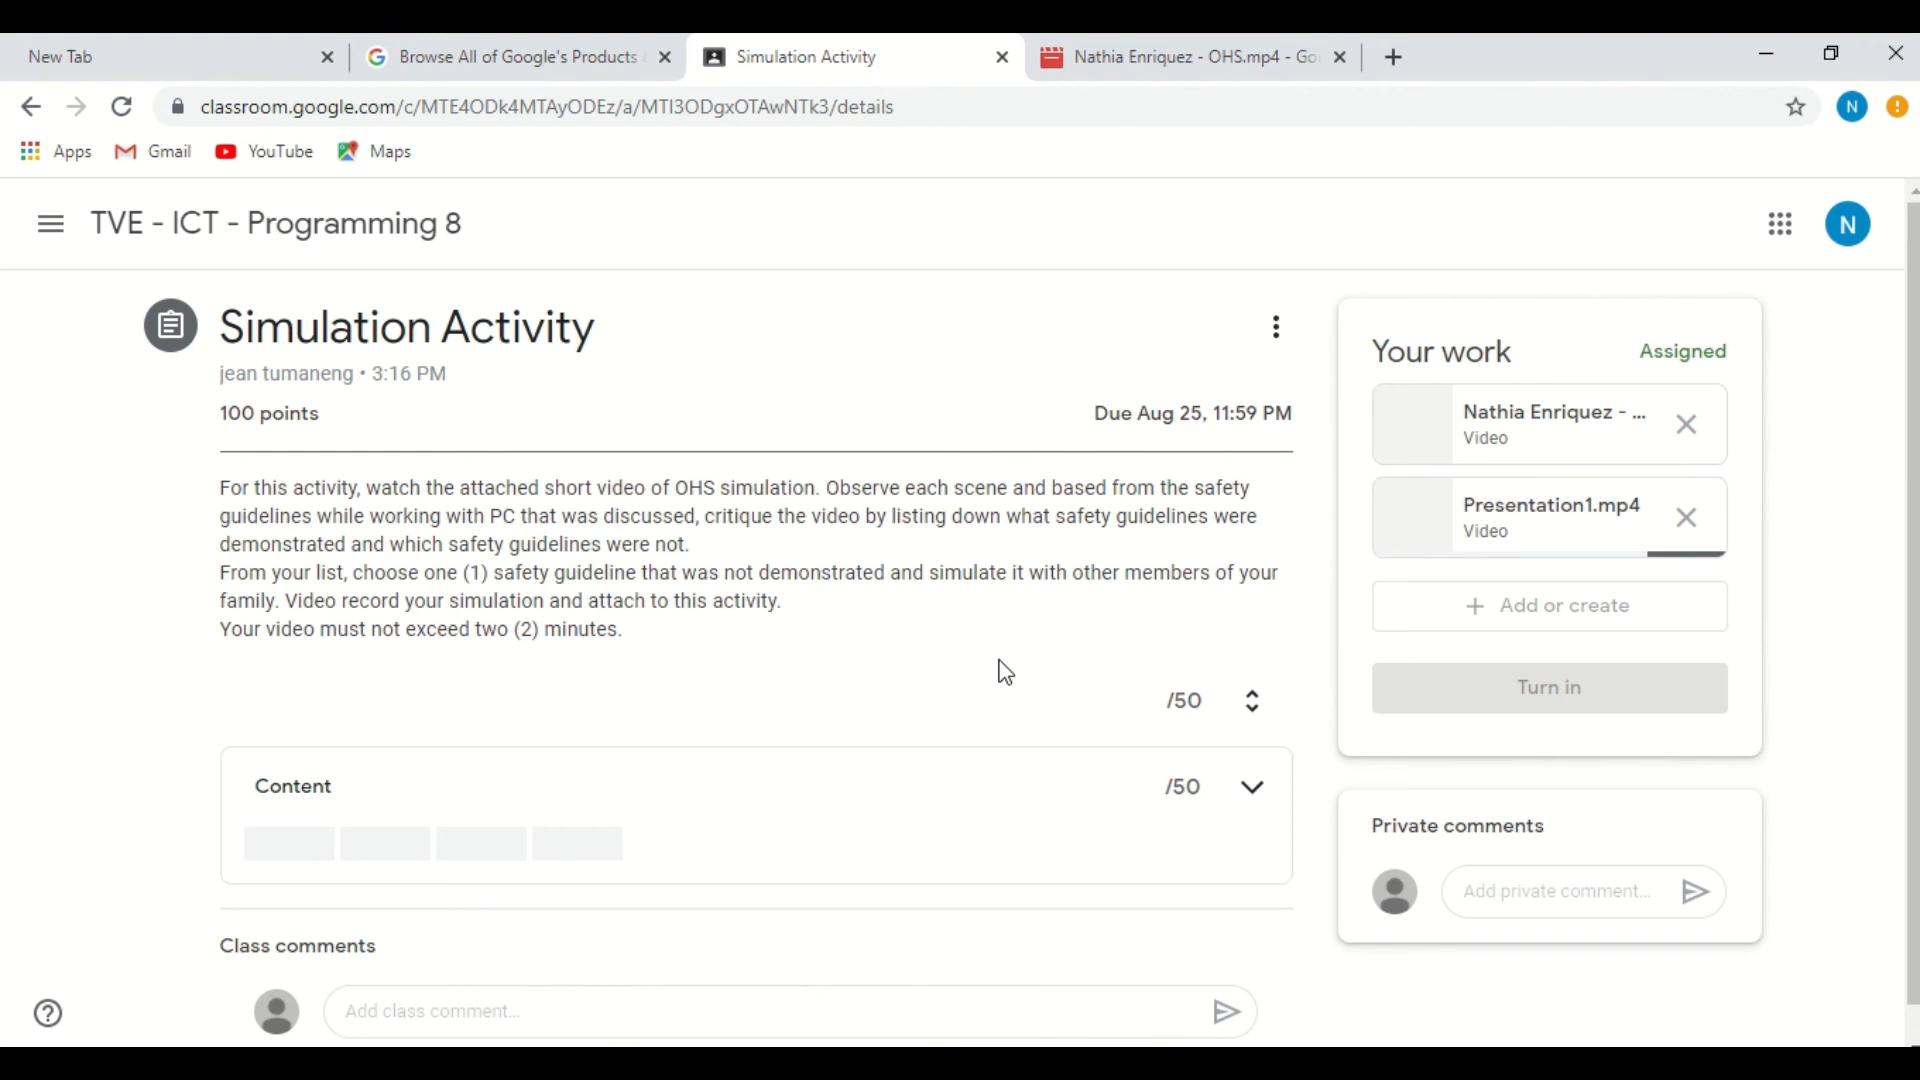 New Tab
Browse All of Google's Products
Simulation Activity
Nathia Enriquez - OHS.mp4 - Go
classroom.google.com/c/MTE4ODk4MTAyODEz/a/MTI3ODgxOTAwNTk3/details
N
Apps
Gmail
YouTube
Maps
TVE - ICT - Programming 8
N
Simulation Activity
jean tumaneng • 3:16 PM
100 points
Due Aug 25, 11:59 PM
For this activity, watch the attached short video of OHS simulation. Observe each scene and based from the safety
guidelines while working with PC that was discussed, critique the video by listing down what safety guidelines were
demonstrated and which safety guidelines were not.
From your list, choose one (1) safety guideline that was not demonstrated and simulate it with other members of your
family. Video record your simulation and attach to this activity.
Your video must not exceed two (2) minutes.
/50
Content
/50
Class comments
Add class comment...
Your work
Assigned
Nathia Enriquez - ...
Video
Presentation1.mp4
Video
+ Add or create
Turn in
Private comments
Add private comment...